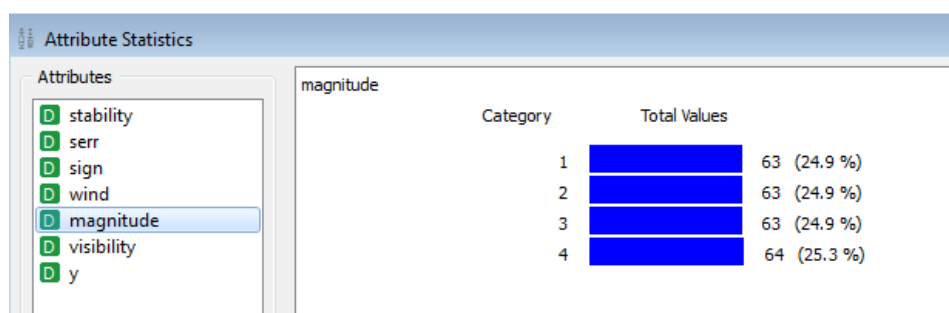 Attribute Statistics
Attributes
D stability
D serr
D sign
D wind
D magnitude
D visibility
D y
magnitude
Category Total Values
1 63 (24.9 %)
2 63 (24.9 %)
3 63 (24.9 %)
4 64 (25.3 %)